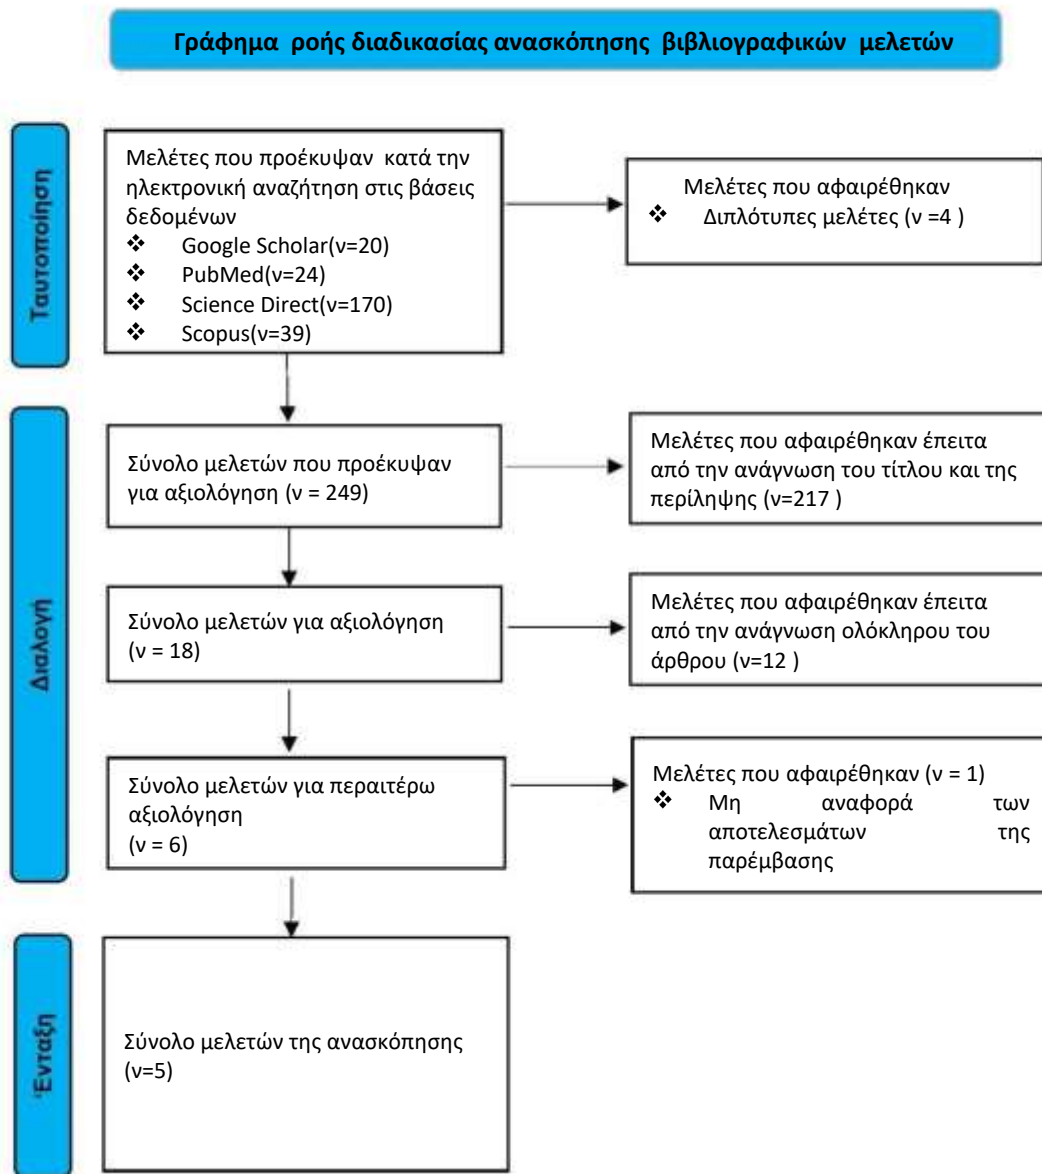 Γράφημα ροής διαδικασίας ανασκόπησης βιβλιογραφικών μελετών
Ταυτοποίηση
Μελέτες που προέκυψαν κατά την
ηλεκτρονική αναζήτηση στις βάσεις
δεδομένων
❖ Google Scholar(ν=20)
❖ PubMed(ν=24)
❖ Science Direct(ν=170)
❖ Scopus(ν=39)
Μελέτες που αφαιρέθηκαν
❖ Διπλότυπες μελέτες (ν =4 )
Διαλογή
Σύνολο μελετών που προέκυψαν
για αξιολόγηση (ν = 249)
Μελέτες που αφαιρέθηκαν έπειτα
από την ανάγνωση του τίτλου και της
περίληψης (ν=217 )
Σύνολο μελετών για αξιολόγηση
(ν = 18)
Μελέτες που αφαιρέθηκαν έπειτα
από την ανάγνωση ολόκληρου του
άρθρου (ν=12 )
Σύνολο μελετών για περαιτέρω
αξιολόγηση
(ν = 6)
Μελέτες που αφαιρέθηκαν (ν = 1)
❖ Μη αναφορά των
αποτελεσμάτων της
παρέμβασης
Ένταξη
Σύνολο μελετών της ανασκόπησης
(ν=5)